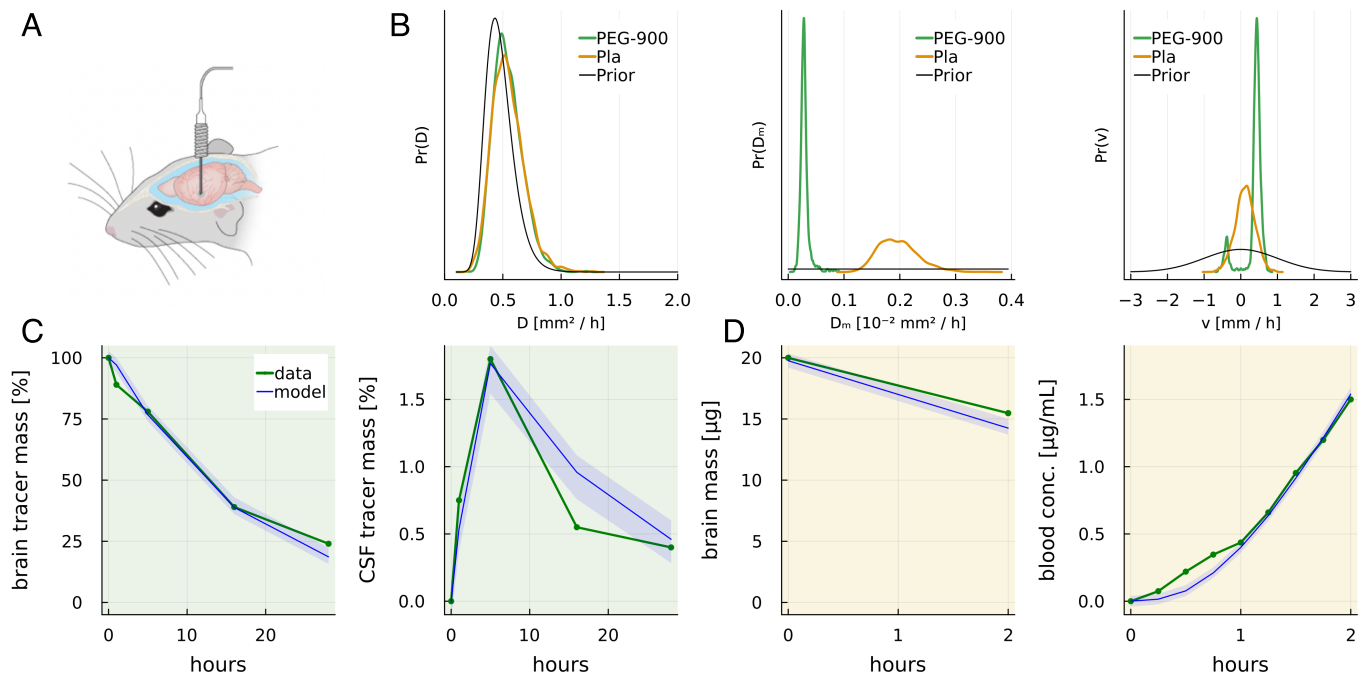 A
B
Pr(D)
PEG-900
Pla
Prior
0.0 0.5 1.0 1.5 2.0
D [mm² / h]
Pr(Dₘ)
PEG-900
Pla
Prior
0.0 0.1 0.2 0.3 0.4
Dₘ [10⁻² mm² / h]
Pr(v)
PEG-900
Pla
Prior
−3 −2 −1 0 1 2 3
v [mm / h]
C
brain tracer mass [%]
100
75
50
25
0
data
model
0 10 20
hours
CSF tracer mass [%]
1.5
1.0
0.5
0.0
0 10 20
hours
D
brain mass [µg]
20
15
10
5
0
0 1 2
hours
blood conc. [µg/mL]
1.5
1.0
0.5
0.0
0 1 2
hours